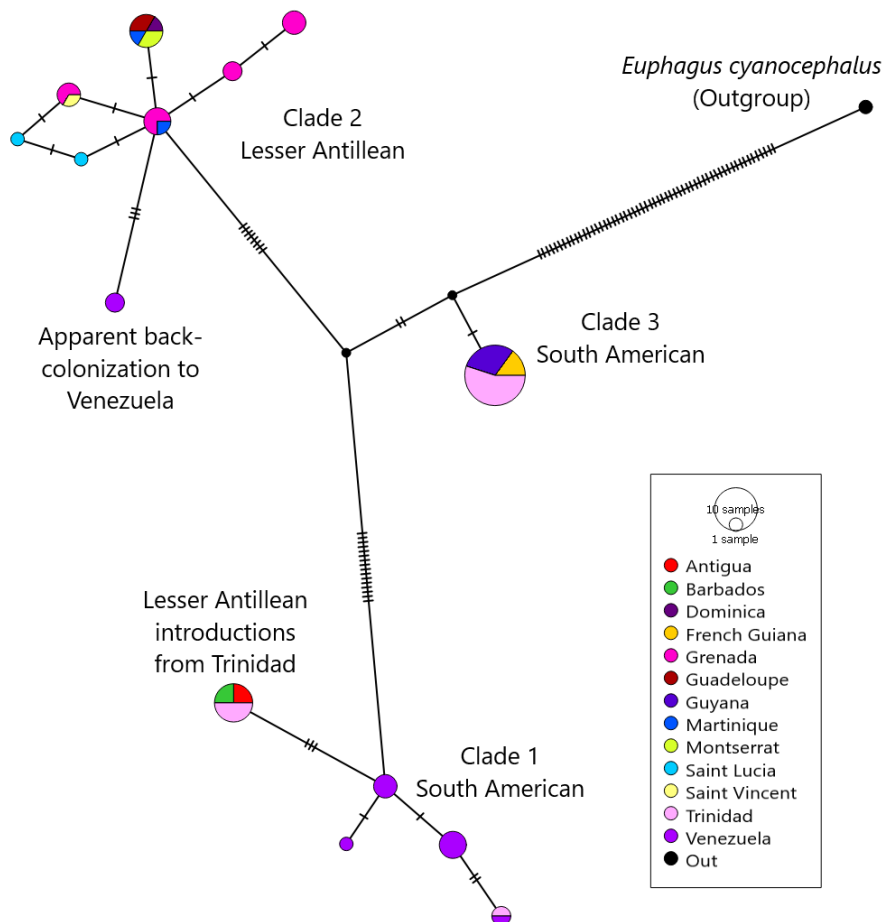 Euphagus cyanocephalus
(Outgroup)
Clade 2
Lesser Antillean
Clade 3
South American
Apparent back-
colonization to
Venezuela
Lesser Antillean
introductions
from Trinidad
Clade 1
South American
10 samples
1 sample
Antigua
Barbados
Dominica
French Guiana
Grenada
Guadeloupe
Guyana
Martinique
Montserrat
Saint Lucia
Saint Vincent
Trinidad
Venezuela
Out